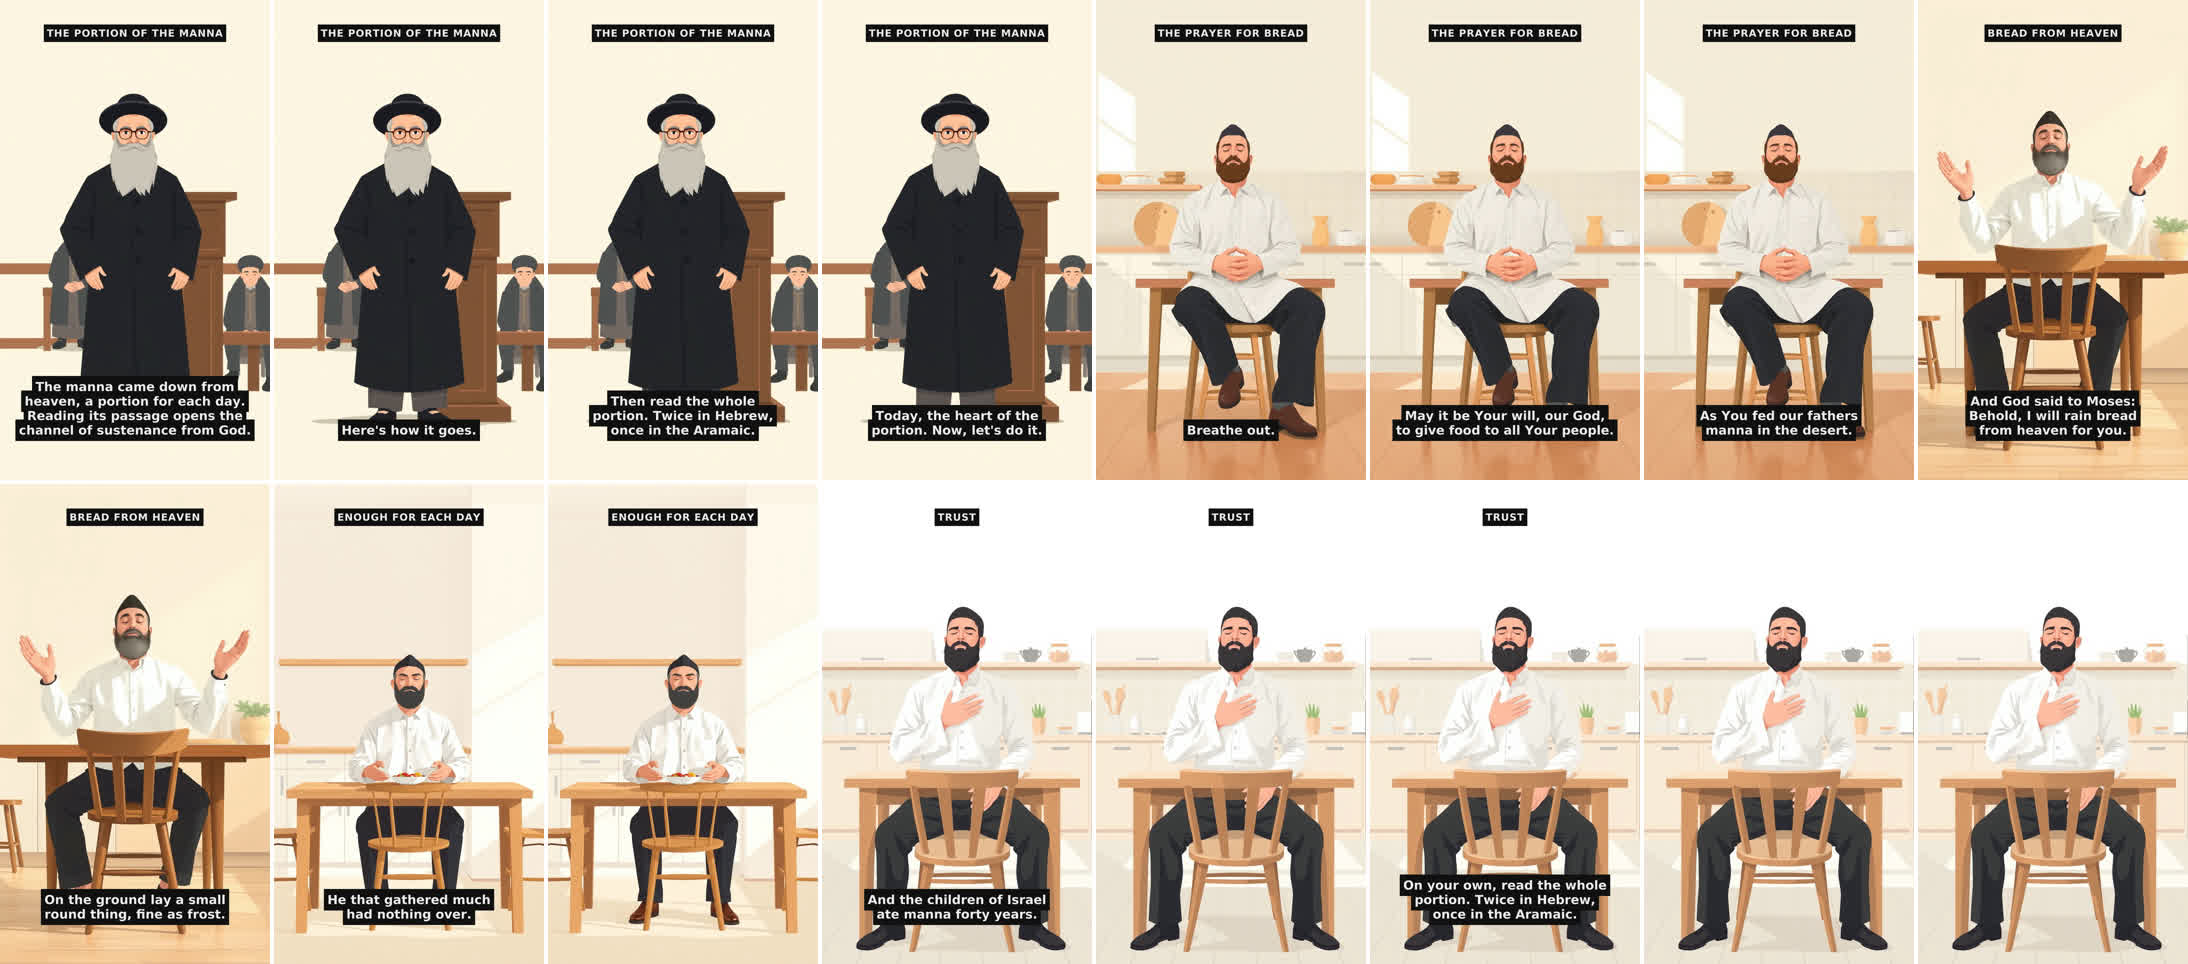 THE PORTION OF THE MANNA
The manna came down from
heaven, a portion for each day.
Reading its passage opens the
channel of sustenance from God.
THE PORTION OF THE MANNA
Here's how it goes.
THE PORTION OF THE MANNA
Then read the whole
portion. Twice in Hebrew,
once in the Aramaic.
THE PORTION OF THE MANNA
Today, the heart of the
portion. Now, let's do it.
THE PRAYER FOR BREAD
Breathe out.
THE PRAYER FOR BREAD
May it be Your will, our God,
to give food to all Your people.
THE PRAYER FOR BREAD
As You fed our fathers
manna in the desert.
BREAD FROM HEAVEN
And God said to Moses:
Behold, I will rain bread
from heaven for you.
BREAD FROM HEAVEN
On the ground lay a small
round thing, fine as frost.
ENOUGH FOR EACH DAY
He that gathered much
had nothing over.
ENOUGH FOR EACH DAY
TRUST
And the children of Israel
ate manna forty years.
TRUST
TRUST
On your own, read the whole
portion. Twice in Hebrew,
once in the Aramaic.